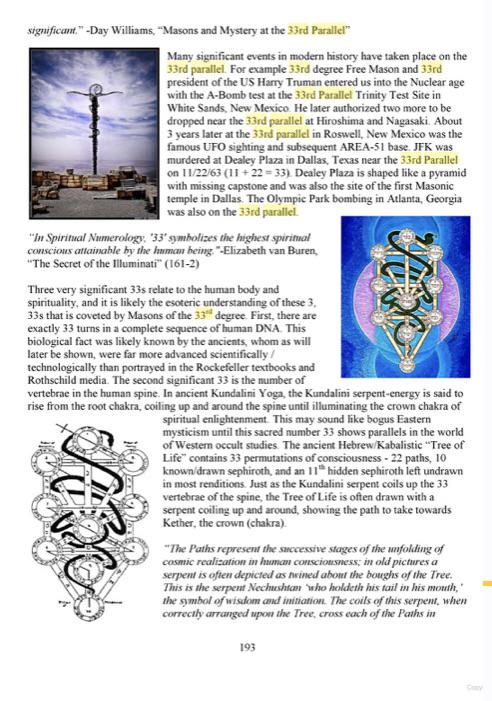 significant." -Day Williams, "Masons and Mystery at the 33rd Parallel"
Many significant events in modern history have taken place on the
33rd parallel. For example 33rd degree Free Mason and 33rd
president of the US Harry Truman entered us into the Nuclear age
with the A-Bomb test at the 33rd Parallel Trinity Test Site in
White Sands, New Mexico. He later authorized two more to be
dropped near the 33rd parallel at Hiroshima and Nagasaki. About
3 years later at the 33rd parallel in Roswell, New Mexico was the
famous UFO sighting and subsequent AREA-51 base. JFK was
murdered at Dealey Plaza in Dallas, Texas near the 33rd Parallel
on 11/22/63 (11 + 22 = 33). Dealey Plaza is shaped like a pyramid
with missing capstone and was also the site of the first Masonic
temple in Dallas. The Olympic Park bombing in Atlanta, Georgia
was also on the 33rd parallel.
"In Spiritual Numerology, '33' symbolizes the highest spiritual
conscious attainable by the human being."-Elizabeth van Buren,
"The Secret of the Illuminati" (161-2)
Three very significant 33s relate to the human body and
spirituality, and it is likely the esoteric understanding of these 3,
33s that is coveted by Masons of the 33rd degree. First, there are
exactly 33 turns in a complete sequence of human DNA. This
biological fact was likely known by the ancients, whom as will
later be shown, were far more advanced scientifically /
technologically than portrayed in the Rockefeller textbooks and
Rothschild media. The second significant 33 is the number of
vertebrae in the human spine. In ancient Kundalini Yoga, the Kundalini serpent-energy is said to
rise from the root chakra, coiling up and around the spine until illuminating the crown chakra of
spiritual enlightenment. This may sound like bogus Eastern
mysticism until this sacred number 33 shows parallels in the world
of Western occult studies. The ancient Hebrew/Kabalistic "Tree of
Life" contains 33 permutations of consciousness - 22 paths, 10
known/drawn sephiroth, and an 11th hidden sephiroth left undrawn
in most renditions. Just as the Kundalini serpent coils up the 33
vertebrae of the spine, the Tree of Life is often drawn with a
serpent coiling up and around, showing the path to take towards
Kether, the crown (chakra).
"The Paths represent the successive stages of the unfolding of
cosmic realization in human consciousness; in old pictures a
serpent is often depicted as twined about the boughs of the Tree.
This is the serpent Nechushtan 'who holdeth his tail in his mouth,'
the symbol of wisdom and initiation. The coils of this serpent, when
correctly arranged upon the Tree, cross each of the Paths in
193
Copy